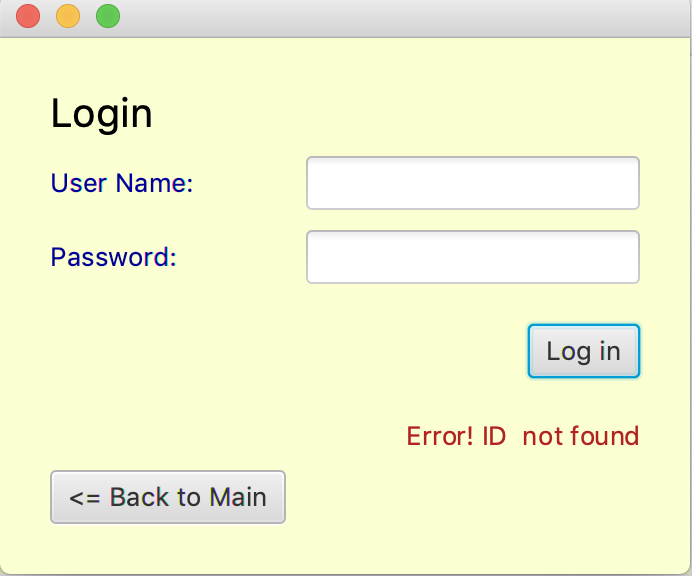 Login
User Name:
Password:
Log in
Error! ID  not found
<= Back to Main